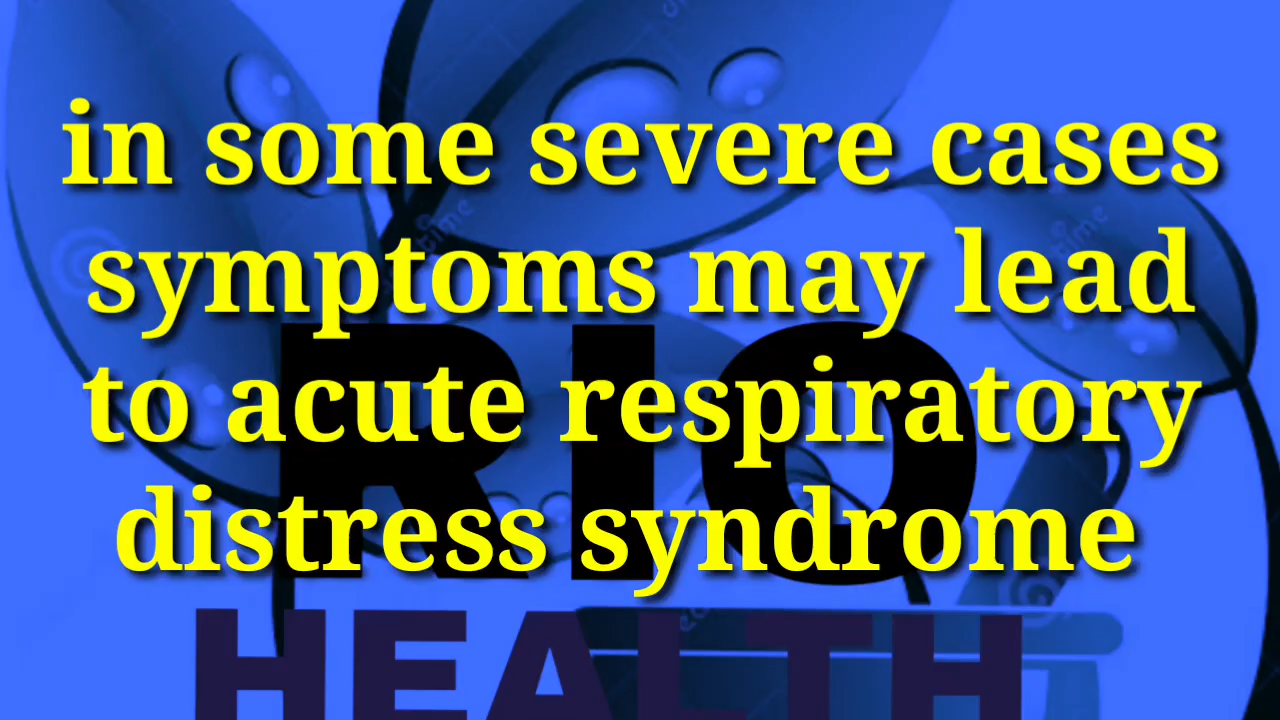 in some severe cases
symptoms may lead
to acute respiratory
distress syndrome
RIO
HEALTH